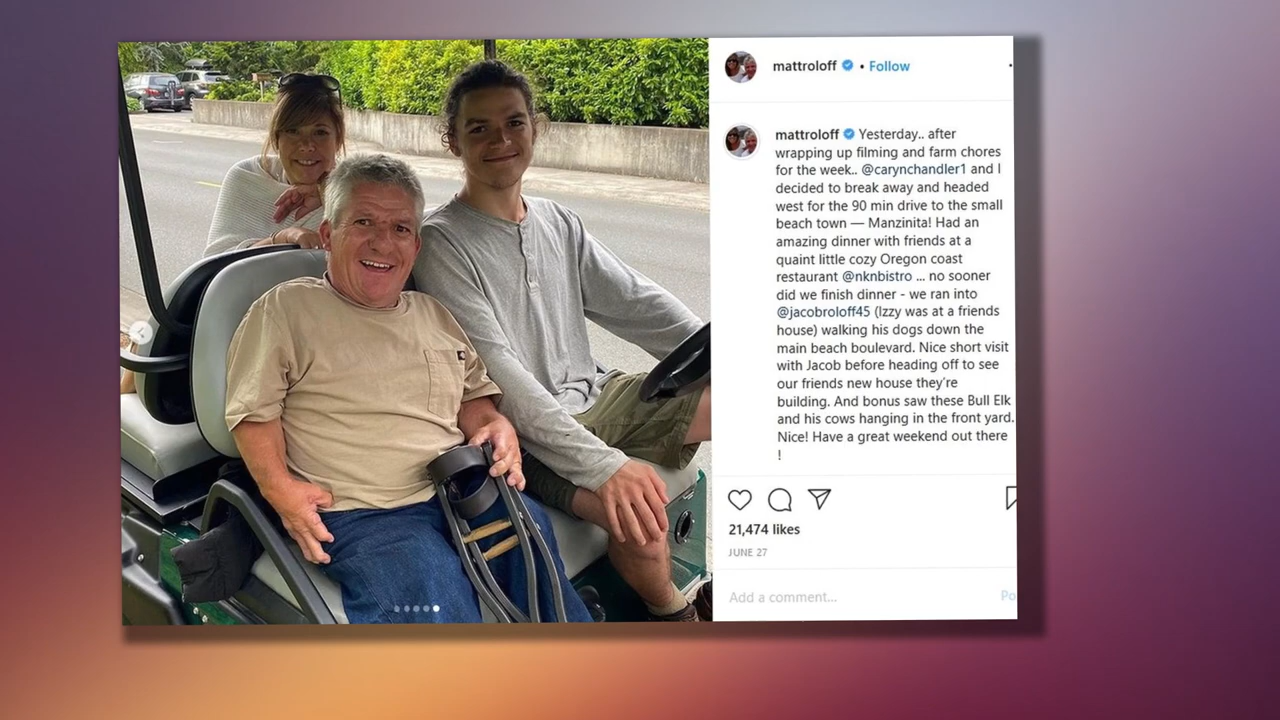 mattroloff • Follow
mattroloff Yesterday.. after
wrapping up filming and farm chores
for the week.. @carynchandler1 and I
decided to break away and headed
west for the 90 min drive to the small
beach town — Manzinita! Had an
amazing dinner with friends at a
quaint little cozy Oregon coast
restaurant @nknbistro ... no sooner
did we finish dinner - we ran into
@jacobroloff45 (Izzy was at a friends
house) walking his dogs down the
main beach boulevard. Nice short visit
with Jacob before heading off to see
our friends new house they're
building. And bonus saw these Bull Elk
and his cows hanging in the front yard.
Nice! Have a great weekend out there
!
21,474 likes
JUNE 27
Add a comment... Po